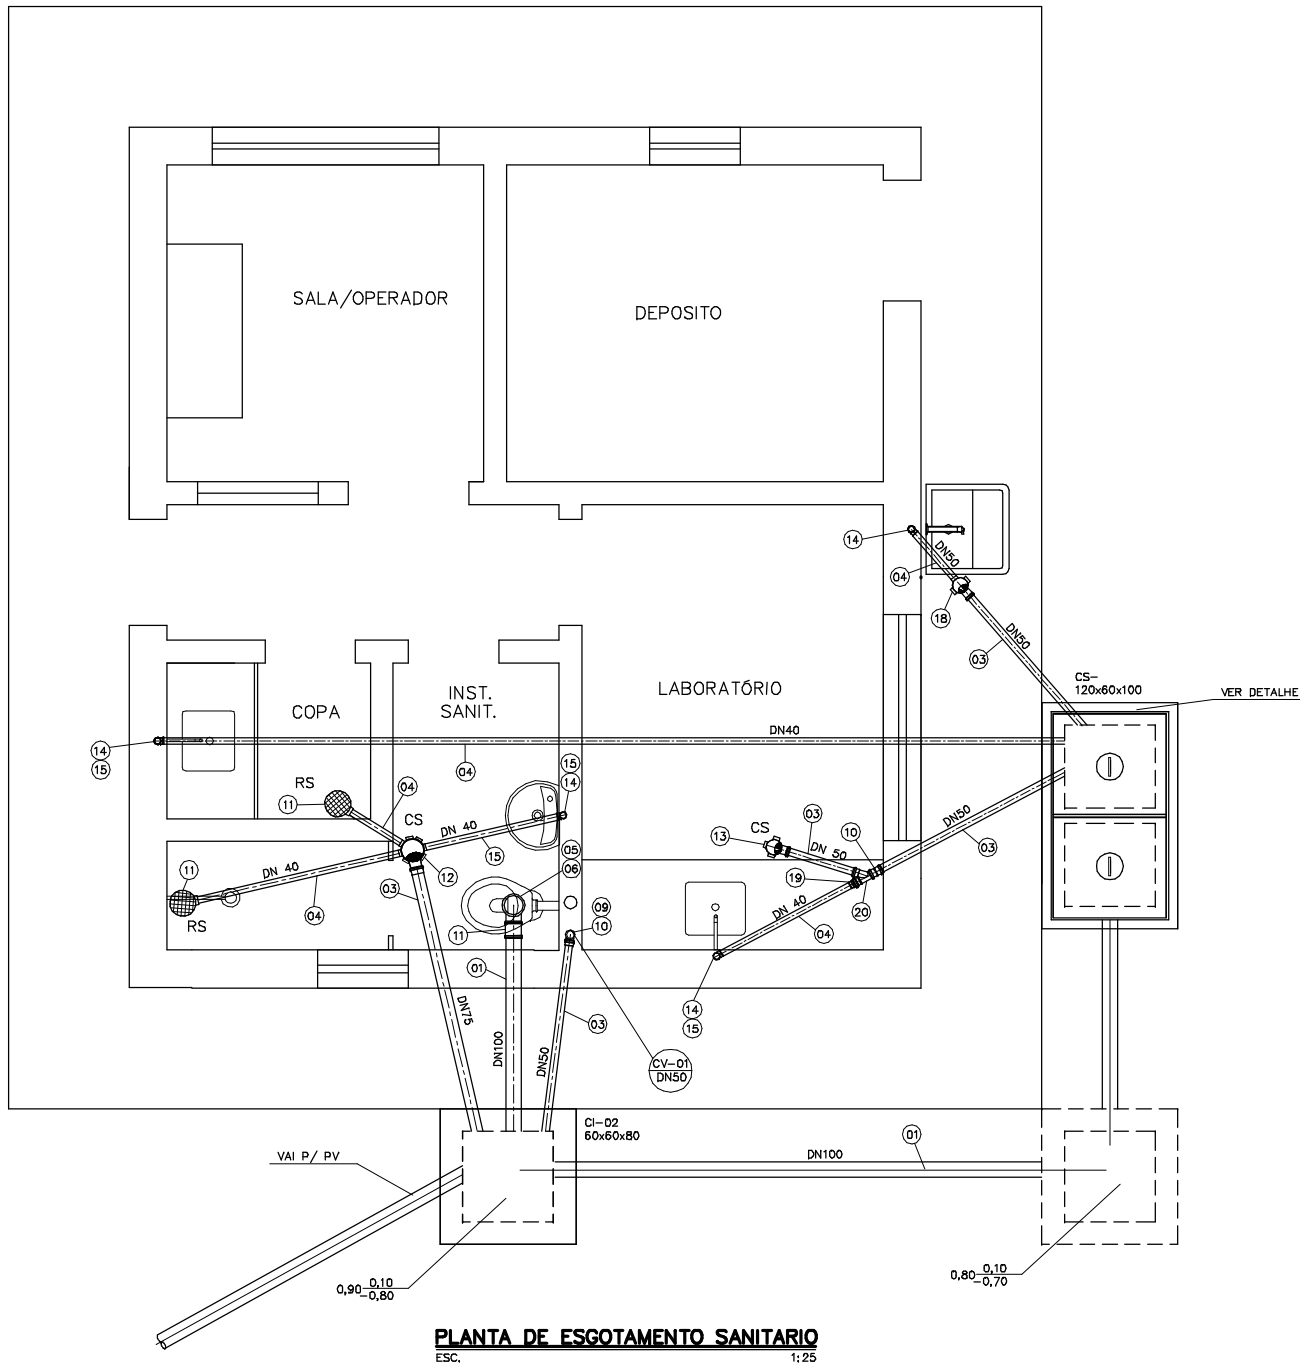 SALA/OPERADOR
DEPOSITO
14
DN50
04
18
DN50
03
INST.
SANIT.
LABORATÓRIO
COPA
CS-
120x60x100
VER DETALHE
DN40
14
15
04
15
14
RS
11
04
CS
DN 40
15
12
11
DN 40
04
RS
03
05
06
09
10
11
01
CS
13
03
DN 50
10
DN50
03
19
20
DN 40
04
14
15
DN75
DN100
DN50
03
CV-01
DN50
CI-02
60x60x80
VAI P/ PV
DN100
01
0,90 0,10
-0,80
0,80 0,10
-0,70
PLANTA DE ESGOTAMENTO SANITARIO
ESC. 1:25